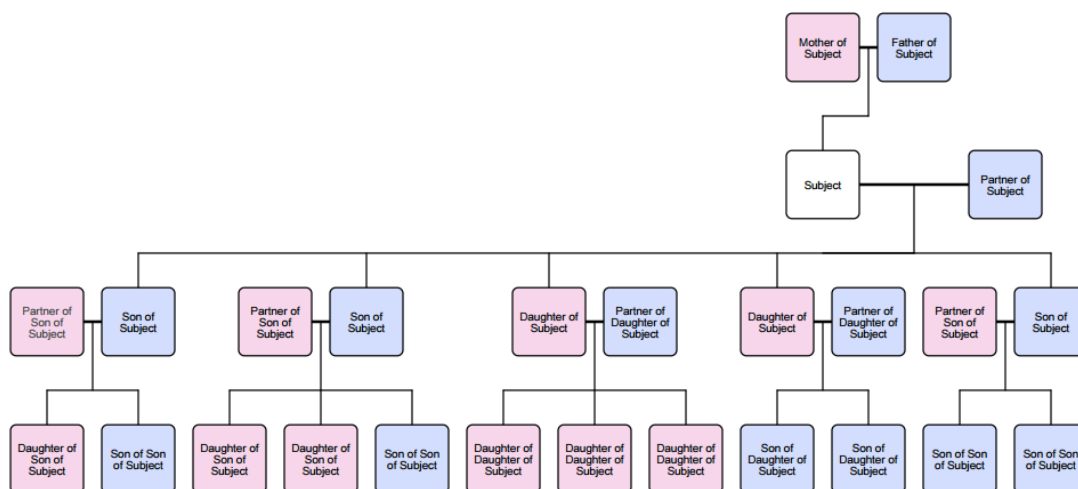 Mother of
Subject
Father of
Subject
Subject
Partner of
Subject
Partner of
Son of
Subject
Son of
Subject
Partner of
Son of
Subject
Son of
Subject
Daughter of
Subject
Partner of
Daughter of
Subject
Daughter of
Subject
Partner of
Daughter of
Subject
Partner of
Son of
Subject
Son of
Subject
Daughter of
Son of
Subject
Son of Son
of Subject
Daughter of
Son of
Subject
Daughter of
Son of
Subject
Son of Son
of Subject
Daughter of
Daughter of
Subject
Daughter of
Daughter of
Subject
Daughter of
Daughter of
Subject
Son of
Daughter of
Subject
Son of
Daughter of
Subject
Son of Son
of Subject
Son of Son
of Subject